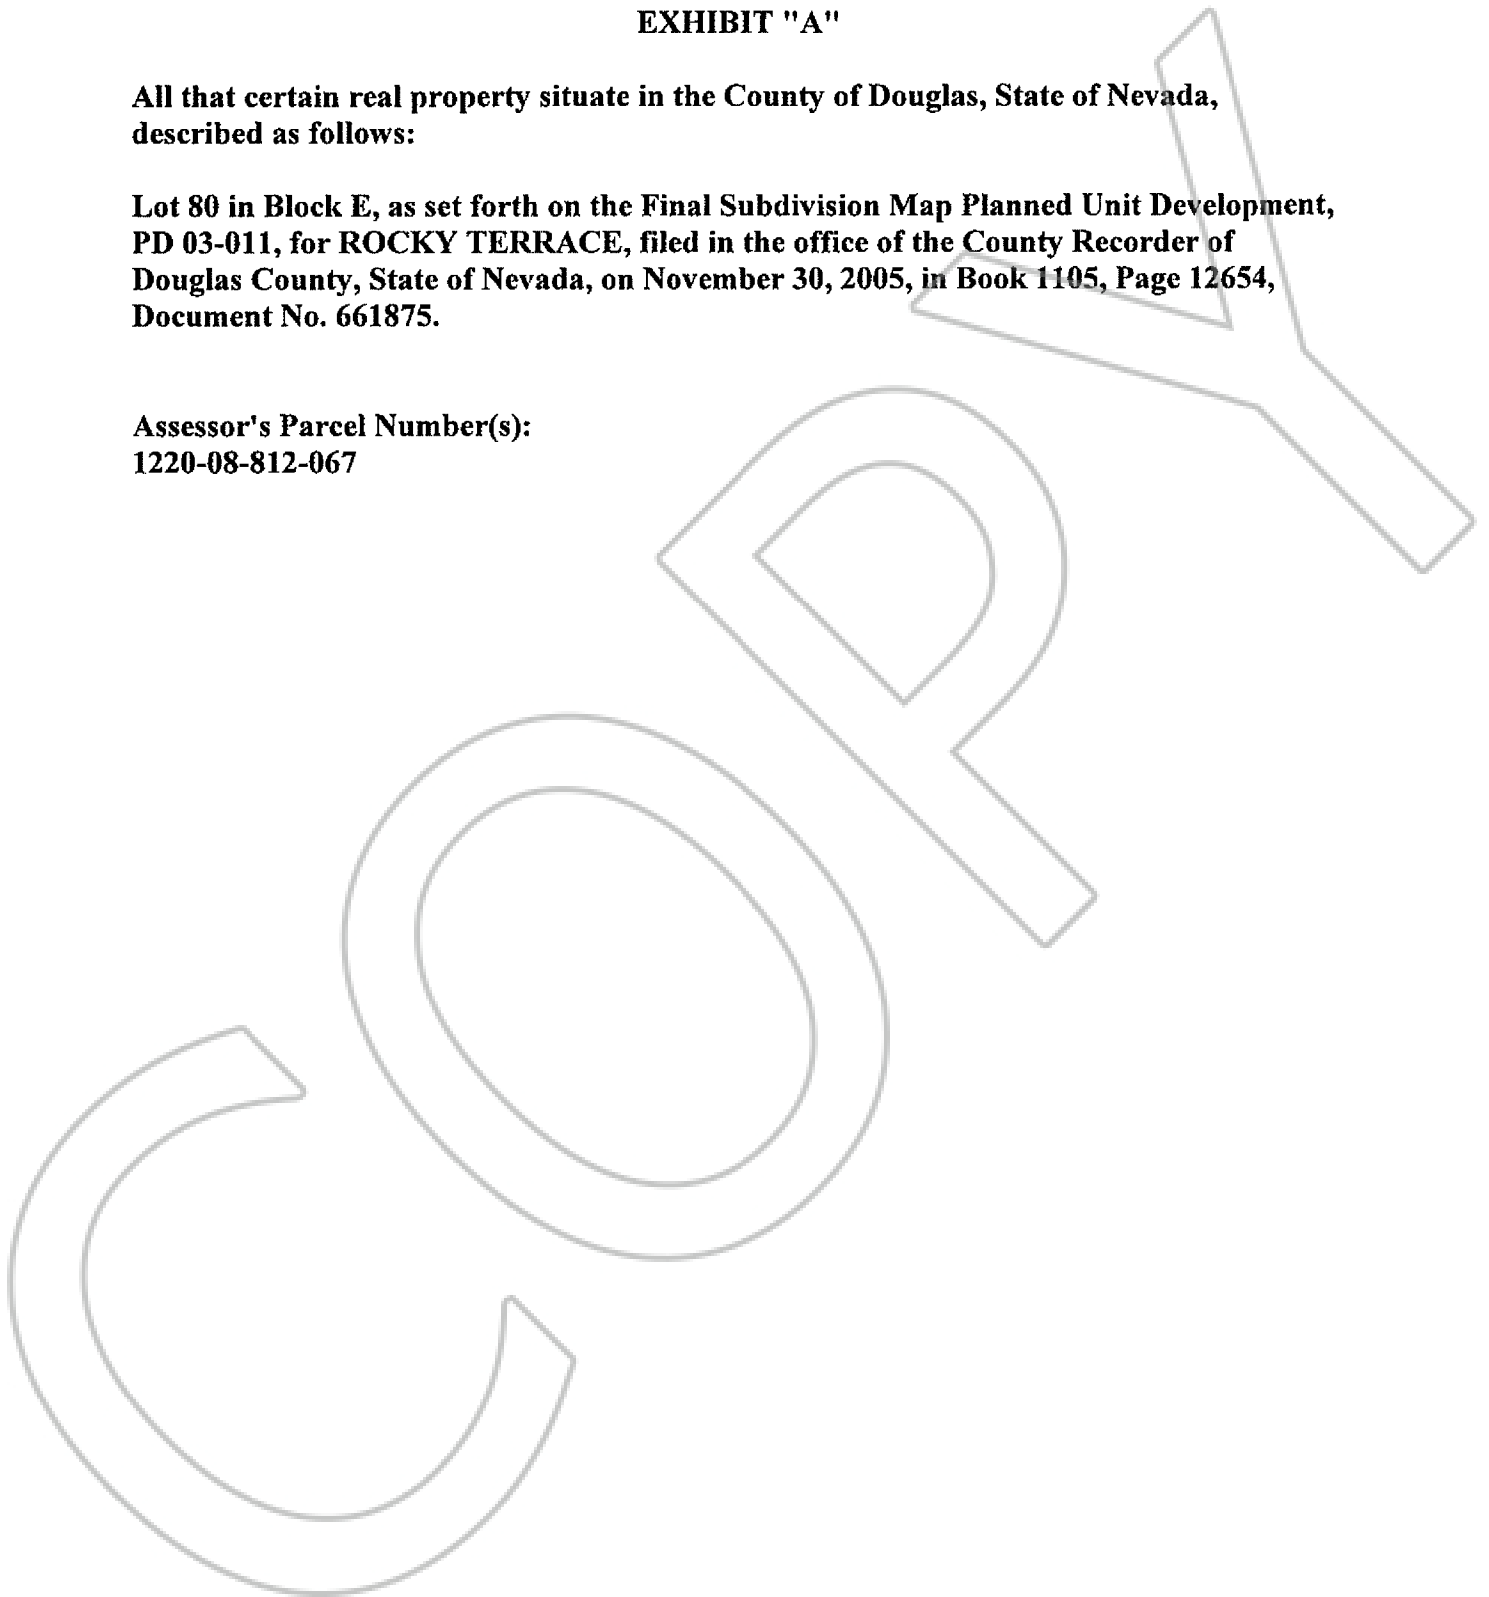 EXHIBIT "A"
All that certain real property situate in the County of Douglas, State of Nevada,
described as follows:
Lot 80 in Block E, as set forth on the Final Subdivision Map Planned Unit Development,
PD 03-011, for ROCKY TERRACE, filed in the office of the County Recorder of
Douglas County, State of Nevada, on November 30, 2005, in Book 1105, Page 12654,
Document No. 661875.
Assessor's Parcel Number(s):
1220-08-812-067
COPY